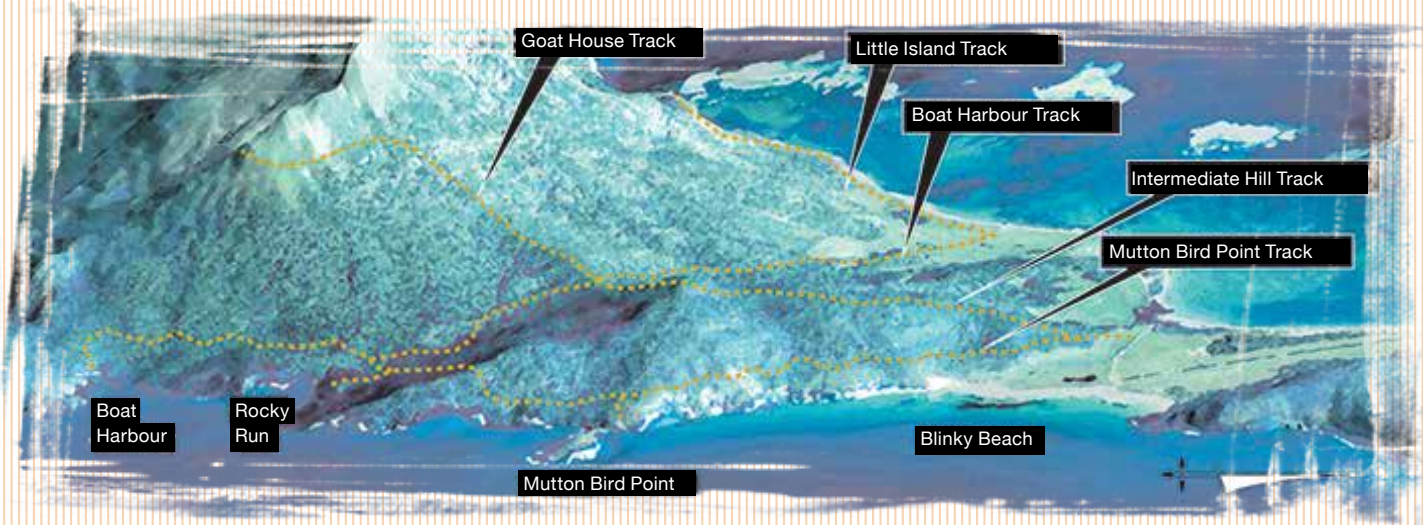 Goat House Track
Little Island Track
Boat Harbour Track
Intermediate Hill Track
Mutton Bird Point Track
Boat
Harbour
Rocky
Run
Blinky Beach
Mutton Bird Point